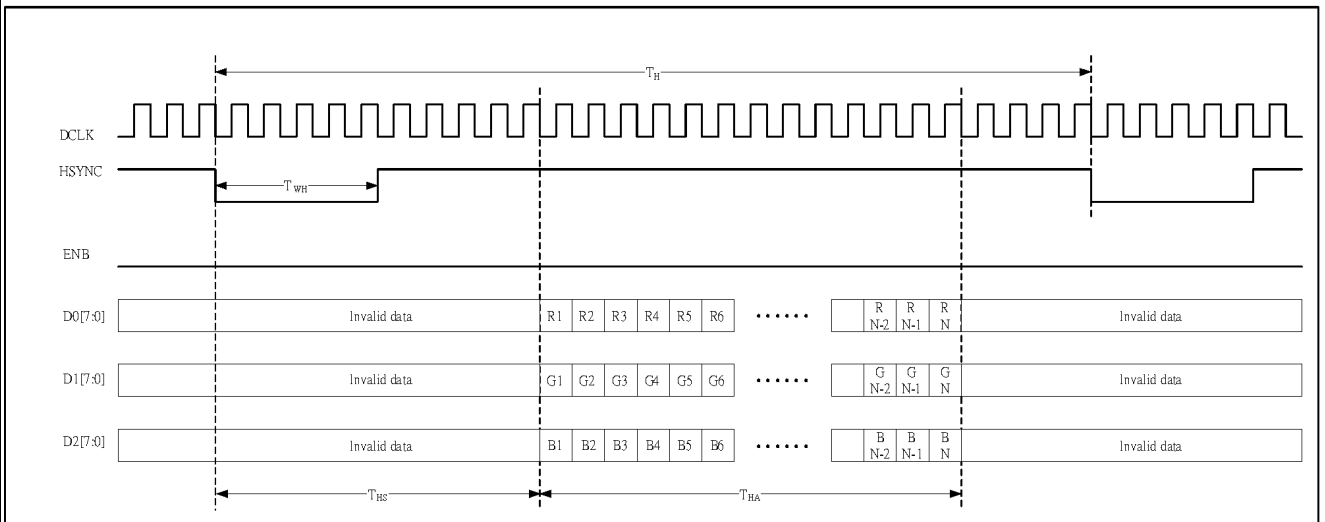 TH
DCLK
HSYNC
TWH
ENB
D0[7:0] Invalid data R1 R2 R3 R4 R5 R6 ...... R N-2 R N-1 R N Invalid data
D1[7:0] Invalid data G1 G2 G3 G4 G5 G6 ...... G N-2 G N-1 G N Invalid data
D2[7:0] Invalid data B1 B2 B3 B4 B5 B6 ...... B N-2 B N-1 B N Invalid data
THS THA